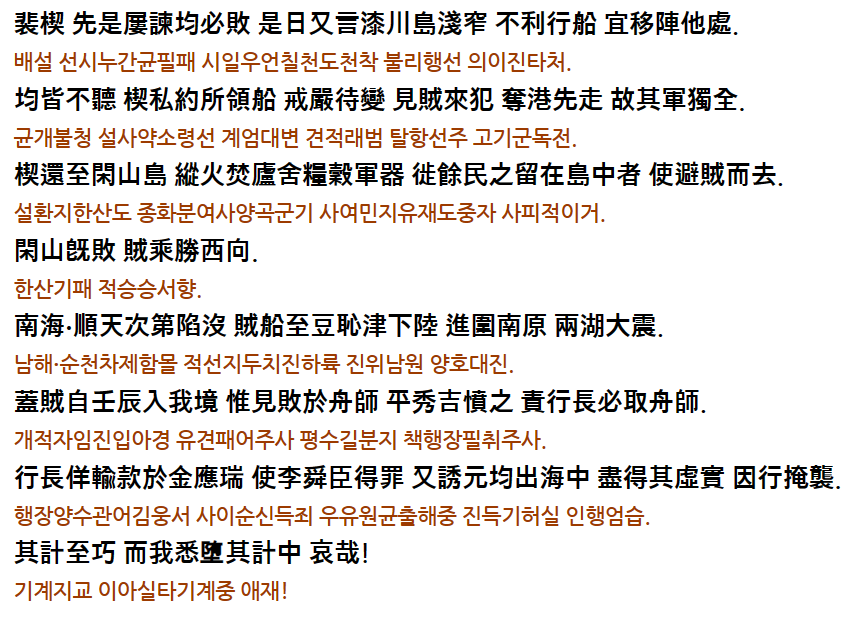 裴楔 先是屢諫均必敗 是日又言漆川島淺窄 不利行船 宜移陣他處.
배설 선시누간균필패 시일우언칠천도천착 불리행선 의이진타처.
均皆不聽 楔私約所領船 戒嚴待變 見賊來犯 奪港先走 故其軍獨全.
균개불청 설사약소령선 계엄대변 견적래범 탈항선주 고기군독전.
楔還至閑山島 縱火焚廬舍糧穀軍器 徙餘民之留在島中者 使避賊而去.
설환지한산도 종화분여사양곡군기 사여민지유재도중자 사피적이거.
閑山旣敗 賊乘勝西向.
한산기패 적승승서향.
南海·順天次第陷沒 賊船至豆恥津下陸 進圍南原 兩湖大震.
남해·순천차제함몰 적선지두치진하륙 진위남원 양호대진.
蓋賊自壬辰入我境 惟見敗於舟師 平秀吉憤之 責行長必取舟師.
개적자임진입아경 유견패어주사 평수길분지 책행장필취주사.
行長佯輸款於金應瑞 使李舜臣得罪 又誘元均出海中 盡得其虛實 因行掩襲.
행장양수관어김웅서 사이순신득죄 우유원균출해중 진득기허실 인행엄습.
其計至巧 而我悉墮其計中 哀哉!
기계지교 이아실타기계중 애재!